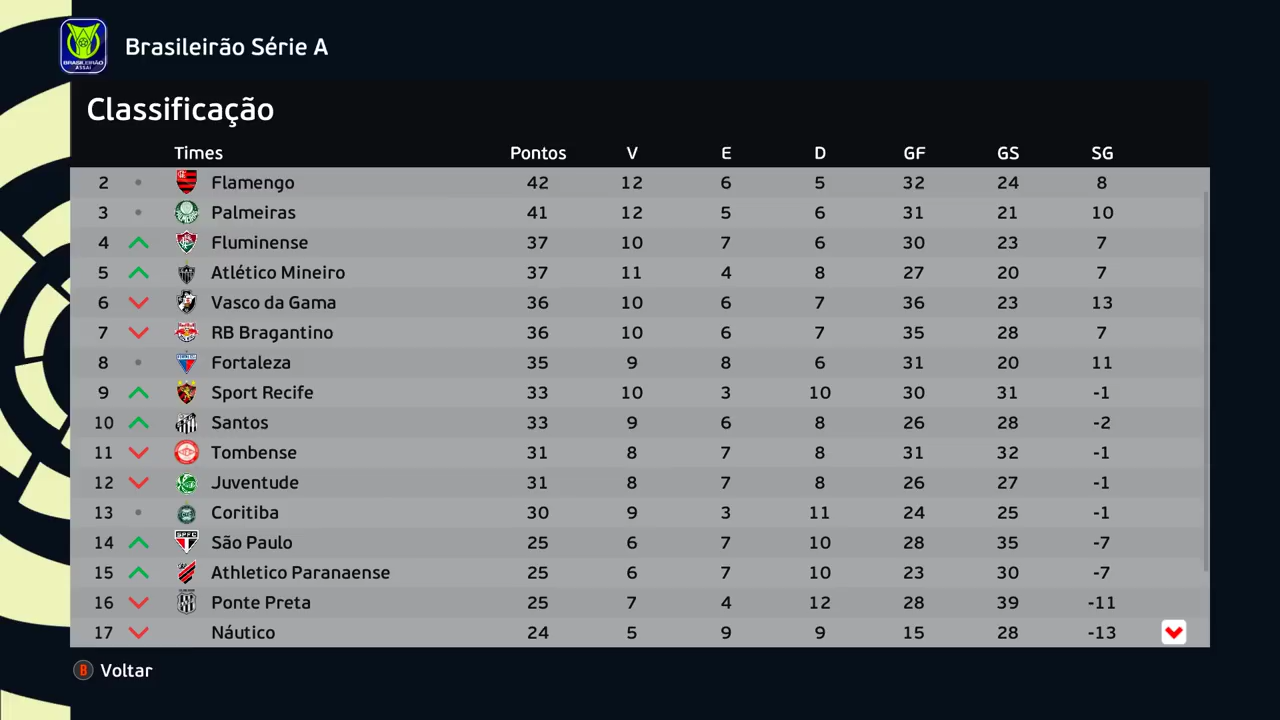 BRASILEIRÃO
ASSAÍ
Brasileirão Série A
Classificação
Times Pontos V E D GF GS SG
2 Flamengo 42 12 6 5 32 24 8
3 Palmeiras 41 12 5 6 31 21 10
4 Fluminense 37 10 7 6 30 23 7
5 Atlético Mineiro 37 11 4 8 27 20 7
6 Vasco da Gama 36 10 6 7 36 23 13
7 RB Bragantino 36 10 6 7 35 28 7
8 Fortaleza 35 9 8 6 31 20 11
9 Sport Recife 33 10 3 10 30 31 -1
10 Santos 33 9 6 8 26 28 -2
11 Tombense 31 8 7 8 31 32 -1
12 Juventude 31 8 7 8 26 27 -1
13 Coritiba 30 9 3 11 24 25 -1
14 SPFC São Paulo 25 6 7 10 28 35 -7
15 Athletico Paranaense 25 6 7 10 23 30 -7
16 Ponte Preta 25 7 4 12 28 39 -11
17 Náutico 24 5 9 9 15 28 -13
B Voltar